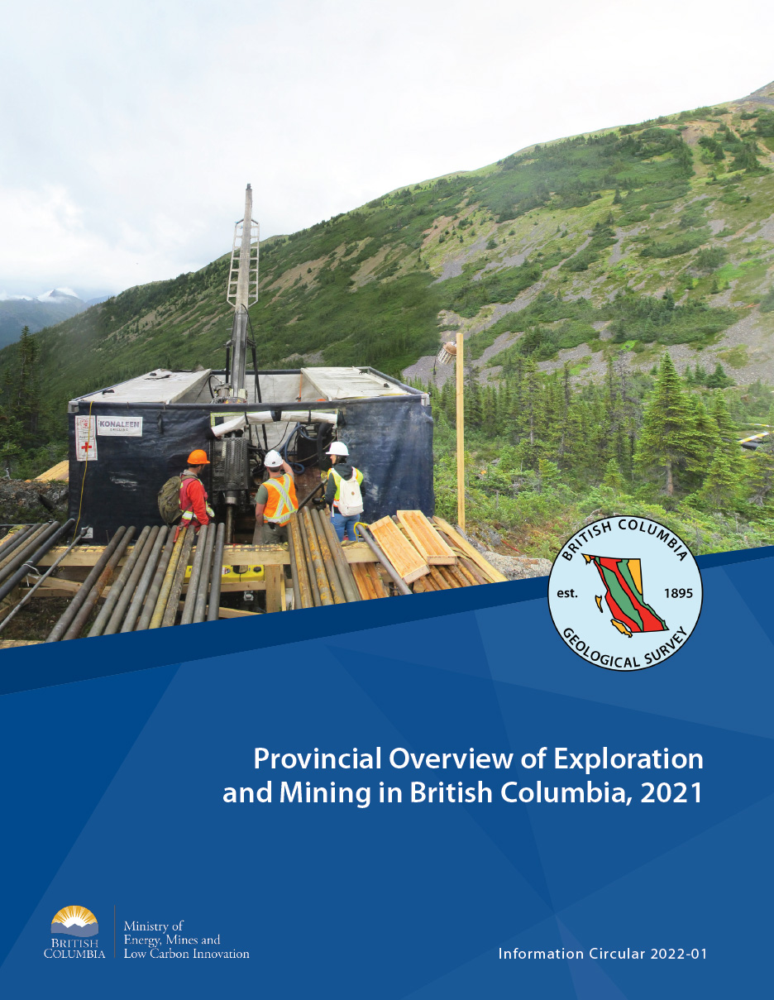 KONALEEN
DRILLING
BRITISH COLUMBIA
est. 1895
GEOLOGICAL SURVEY
Provincial Overview of Exploration
and Mining in British Columbia, 2021
BRITISH
COLUMBIA
Ministry of
Energy, Mines and
Low Carbon Innovation
Information Circular 2022-01